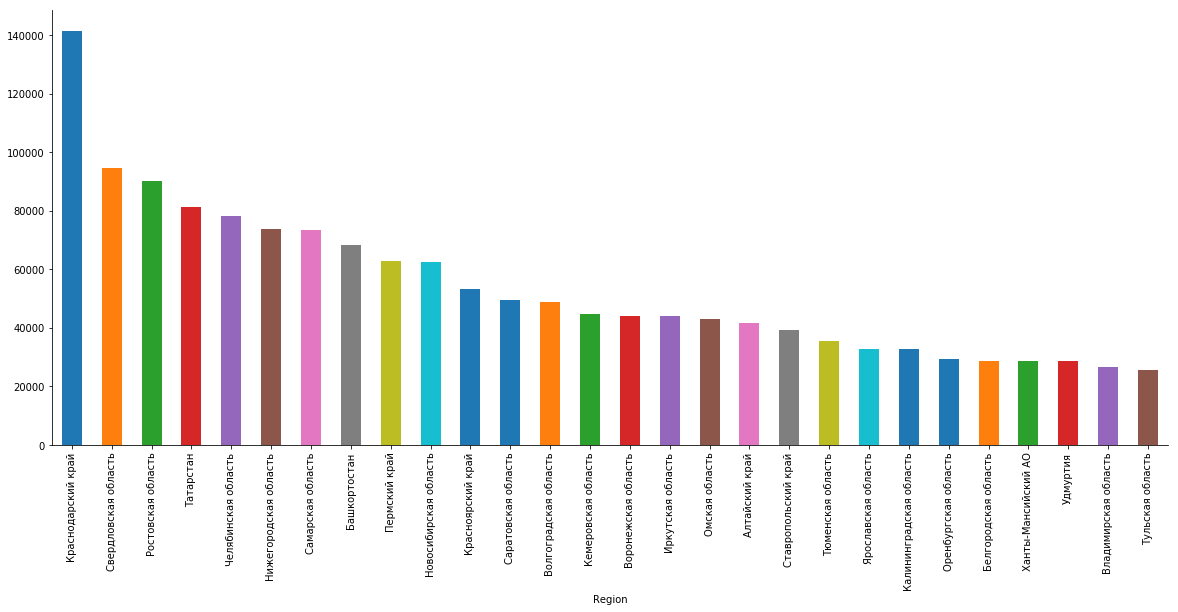 140000
120000
100000
80000
60000
40000
20000
0
Краснодарский край
Свердловская область
Ростовская область
Татарстан
Челябинская область
Нижегородская область
Самарская область
Башкортостан
Пермский край
Новосибирская область
Красноярский край
Саратовская область
Волгоградская область
Кемеровская область
Воронежская область
Иркутская область
Омская область
Алтайский край
Ставропольский край
Тюменская область
Ярославская область
Калининградская область
Оренбургская область
Белгородская область
Ханты-Мансийский АО
Удмуртия
Владимирская область
Тульская область
Region